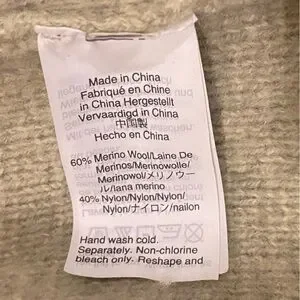 Made in China
Fabriqué en Chine
in China Hergestellt
Vervaardigd in China
中国製
Hecho en China
60% Merino Wool/Laine De
Merinos/Merinowolle/
Merinowol/メリノウー
ル/lana merino
40% Nylon/Nylon/Nylon/
Nylon/ナイロン/nailon
Hand wash cold.
Separately. Non-chlorine
bleach only. Reshape and